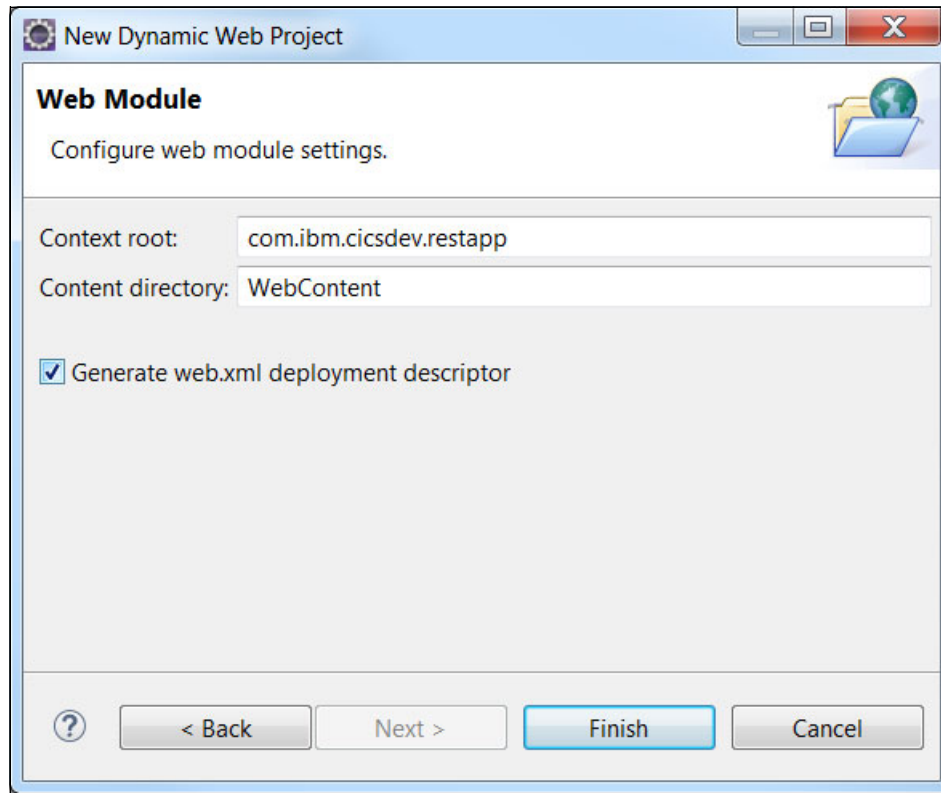 New Dynamic Web Project
Web Module
Configure web module settings.
Context root: com.ibm.cicsdev.restapp
Content directory: WebContent
Generate web.xml deployment descriptor
? < Back Next > Finish Cancel